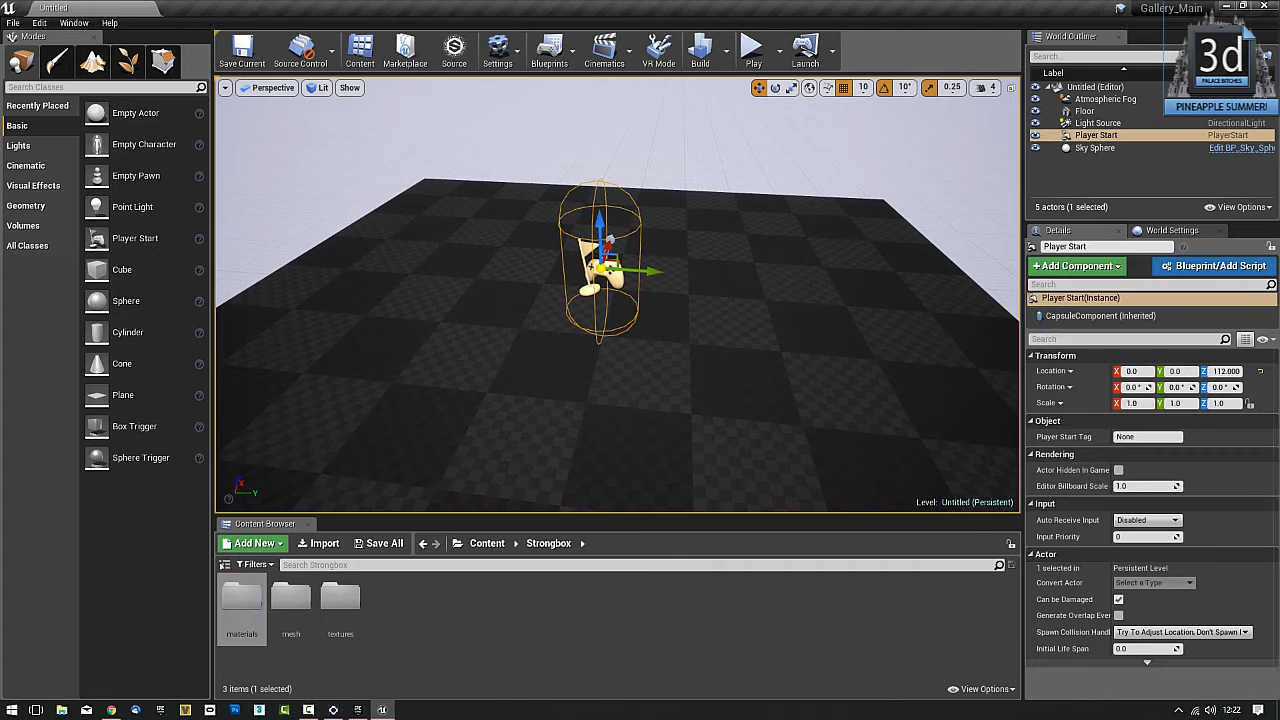 Untitled
Gallery_Main
File Edit Window Help
Modes
Search Classes
Recently Placed
Basic
Lights
Cinematic
Visual Effects
Geometry
Volumes
All Classes
Empty Actor
Empty Character
Empty Pawn
Point Light
Player Start
Cube
Sphere
Cylinder
Cone
Plane
Box Trigger
Sphere Trigger
Save Current Source Control Content Marketplace Source Settings Blueprints Cinematics VR Mode Build Play Launch
Perspective Lit Show
10 10° 0.25 4
Level: Untitled (Persistent)
Content Browser
Add New Import Save All Content Strongbox
Filters Search Strongbox
materials mesh textures
3 items (1 selected) View Options
World Outliner
Search
Label
Untitled (Editor)
Atmospheric Fog
Floor
Light Source DirectionalLight
Player Start PlayerStart
Sky Sphere Edit BP_Sky_Sph
5 actors (1 selected) View Options
3d
PALACE BITCHES
PINEAPPLE SUMMER!
Details World Settings
Player Start
+ Add Component Blueprint/Add Script
Search
Player Start(Instance)
CapsuleComponent (Inherited)
Search
Transform
Location X 0.0 Y 0.0 Z 112.000
Rotation X 0.0° Y 0.0° Z 0.0°
Scale X 1.0 Y 1.0 Z 1.0
Object
Player Start Tag None
Rendering
Actor Hidden In Game
Editor Billboard Scale 1.0
Input
Auto Receive Input Disabled
Input Priority 0
Actor
1 selected in Persistent Level
Convert Actor Select a Type
Can be Damaged
Generate Overlap Ever
Spawn Collision Handl Try To Adjust Location, Don't Spawn I
Initial Life Span 0.0
12:22